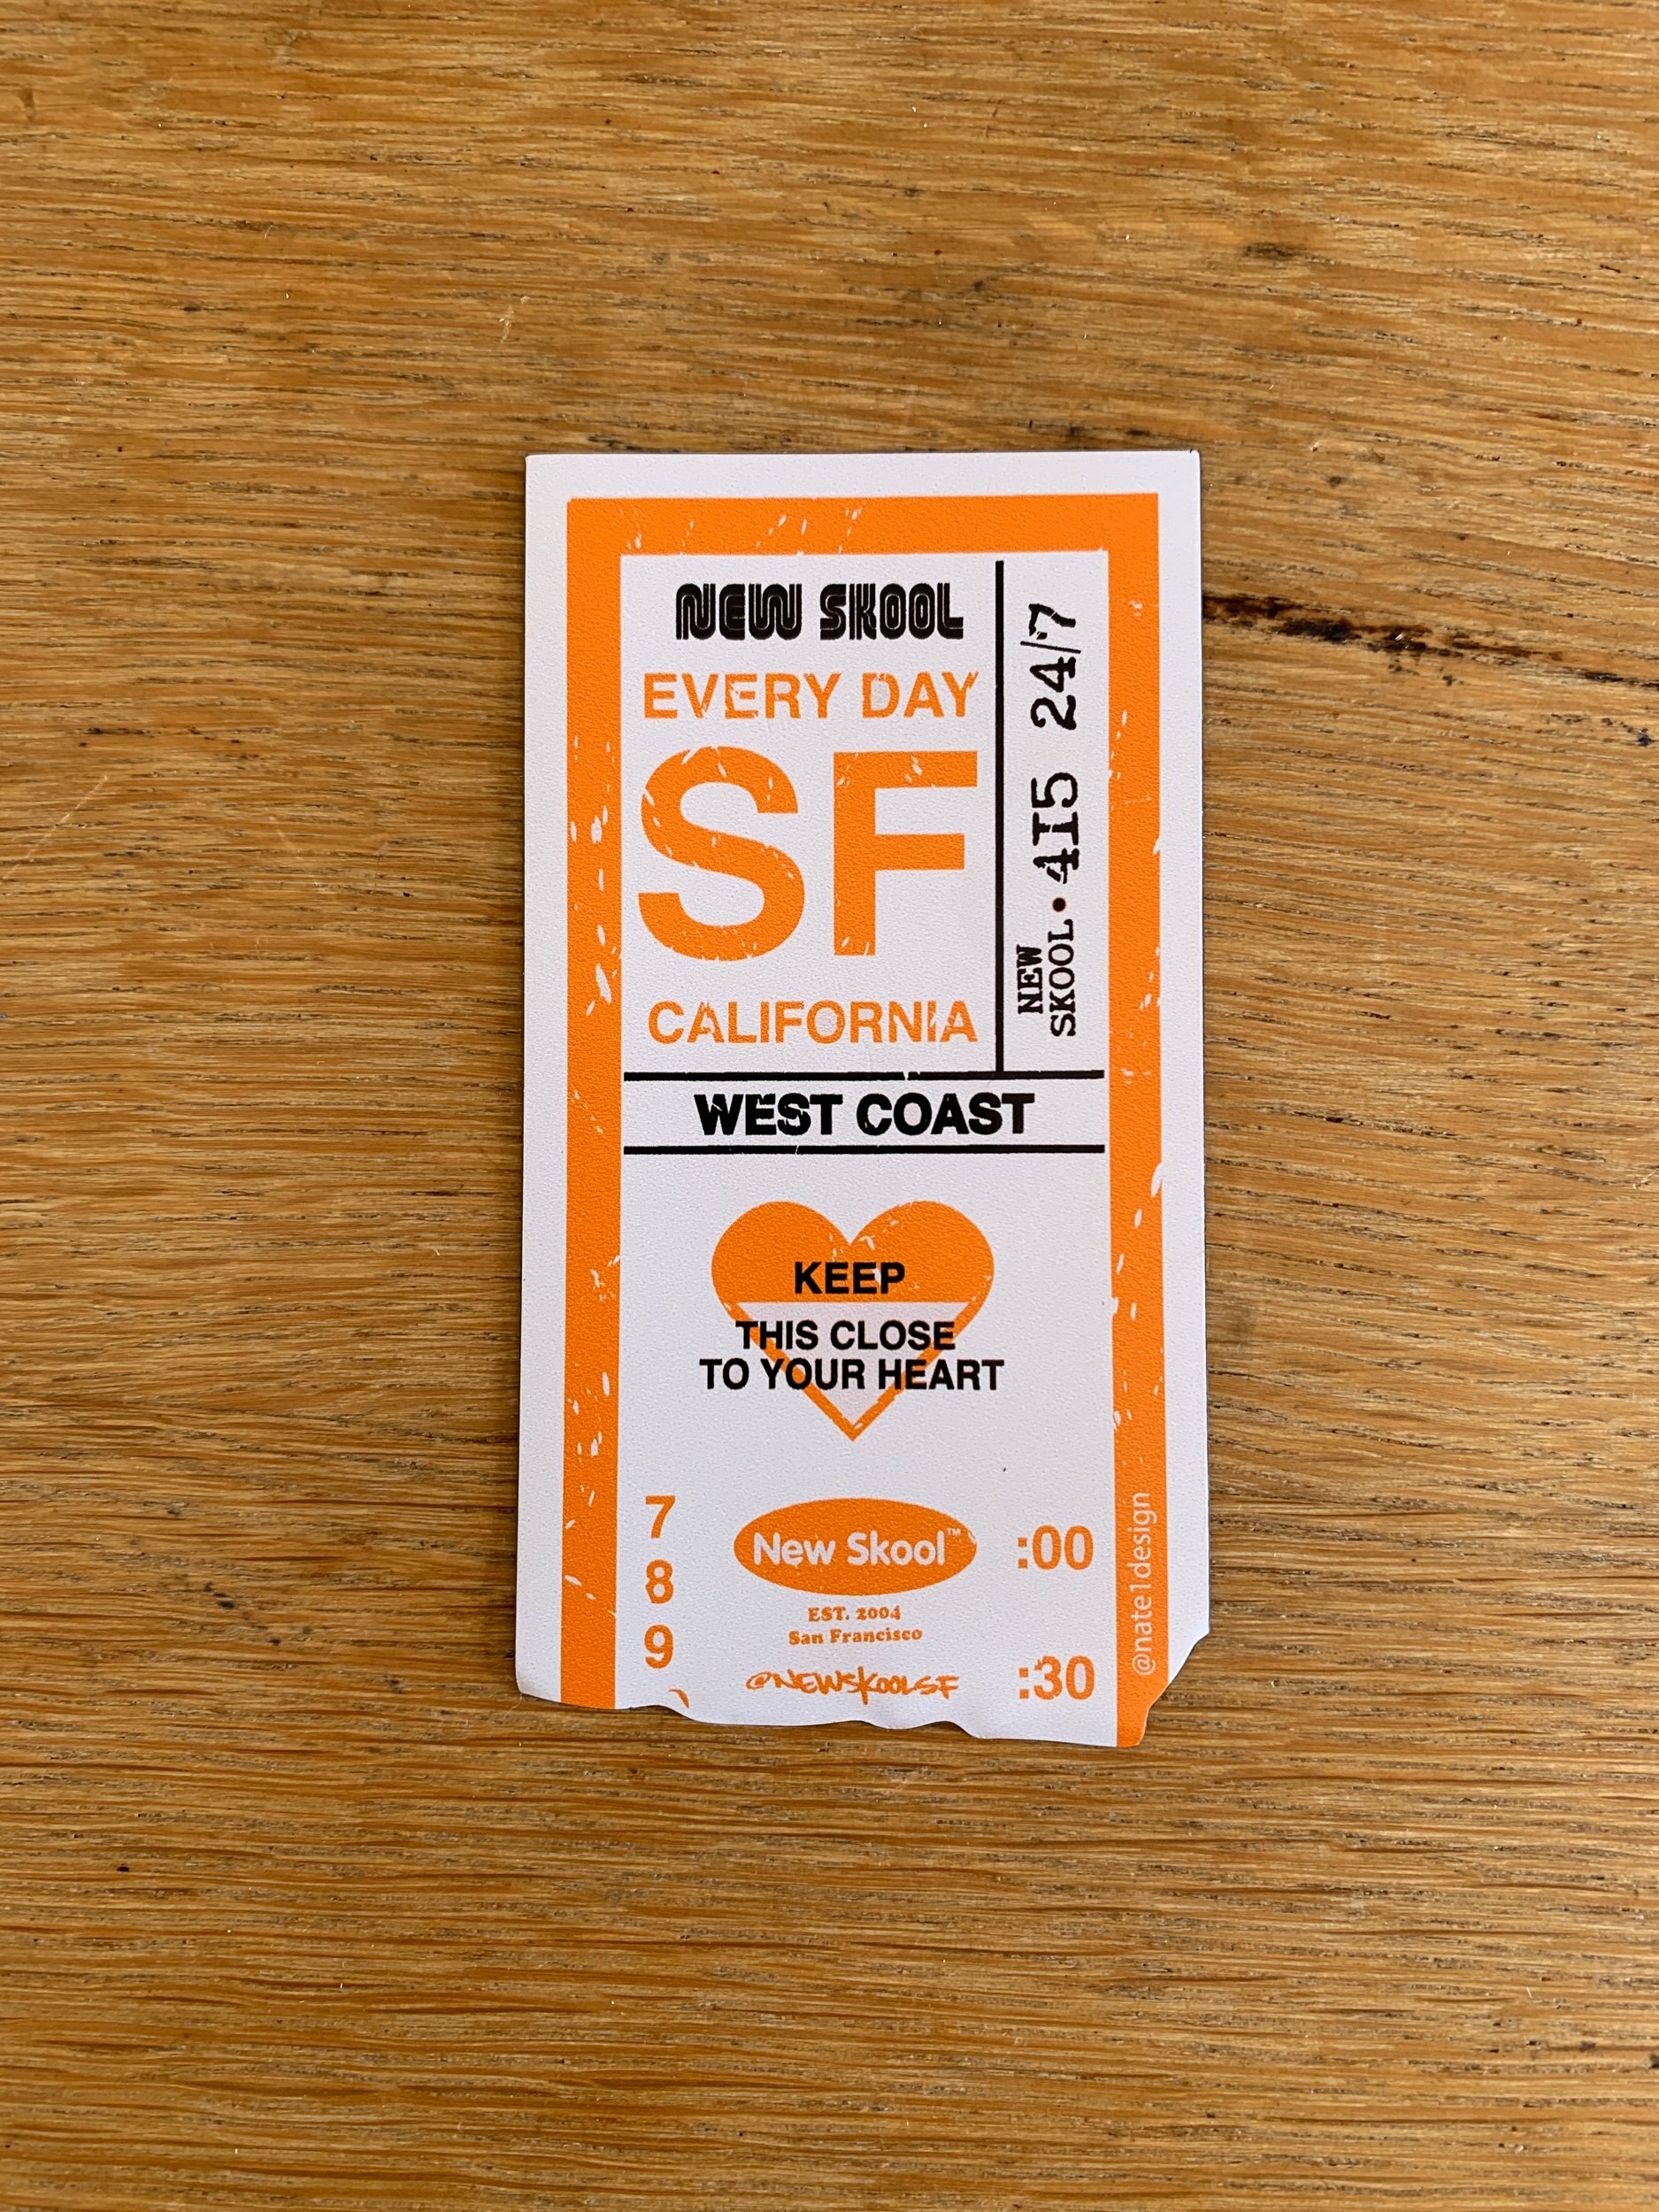 NEW SKOOL
EVERY DAY
SF
CALIFORNIA
NEW
SKOOL • 415 24/7
WEST COAST
KEEP
THIS CLOSE
TO YOUR HEART
7
8
9
New Skool™
EST. 2004
San Francisco
@NEWSKOOLSF
:00
:30
@nate1design